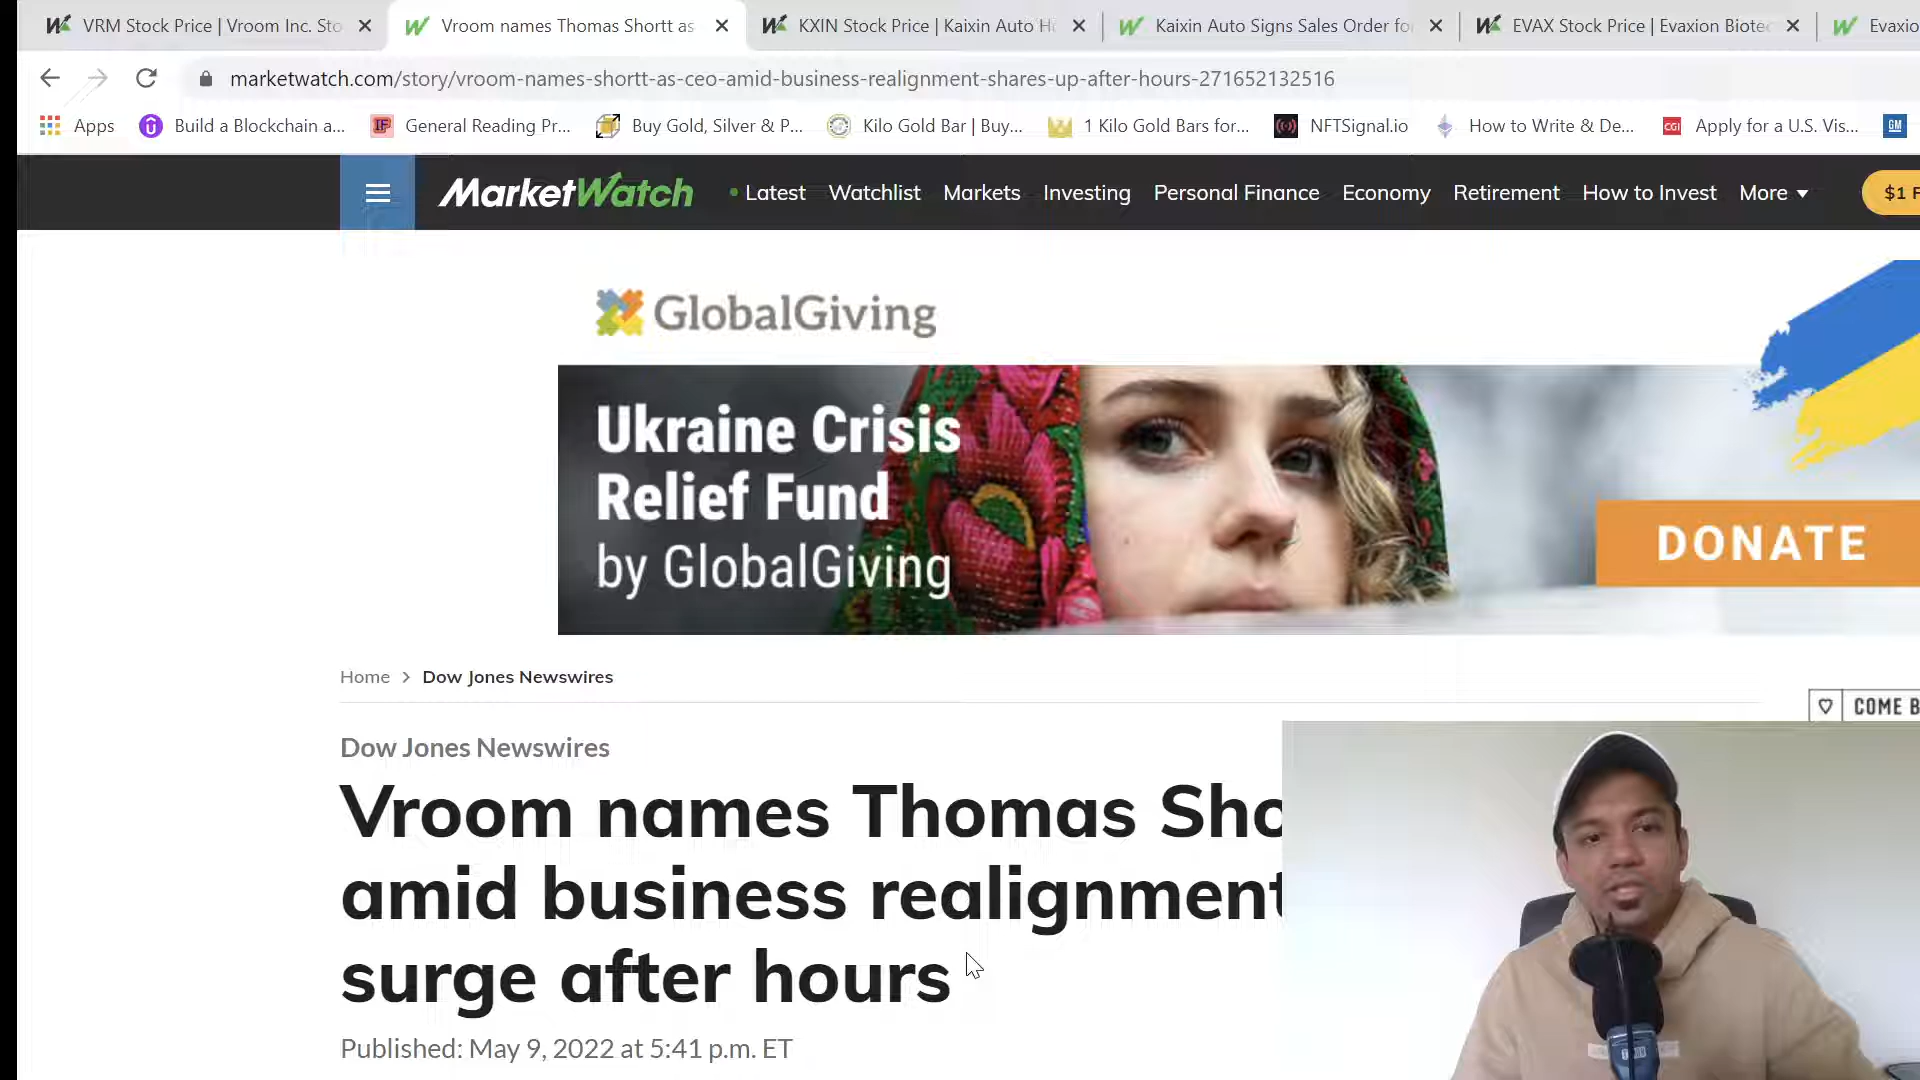 VRM Stock Price | Vroom Inc. Sto
Vroom names Thomas Shortt as
KXIN Stock Price | Kaixin Auto H
Kaixin Auto Signs Sales Order for
EVAX Stock Price | Evaxion Biote
Evaxio
marketwatch.com/story/vroom-names-shortt-as-ceo-amid-business-realignment-shares-up-after-hours-271652132516
Apps
Build a Blockchain a...
General Reading Pr...
Buy Gold, Silver & P...
Kilo Gold Bar | Buy...
1 Kilo Gold Bars for...
NFTSignal.io
How to Write & De...
CGI
Apply for a U.S. Vis...
GM
MarketWatch
Latest
Watchlist
Markets
Investing
Personal Finance
Economy
Retirement
How to Invest
More
$1 F
GlobalGiving
Ukraine Crisis
Relief Fund
by GlobalGiving
DONATE
Home > Dow Jones Newswires
COME B
Dow Jones Newswires
Vroom names Thomas Sho
amid business realignment
surge after hours
Published: May 9, 2022 at 5:41 p.m. ET